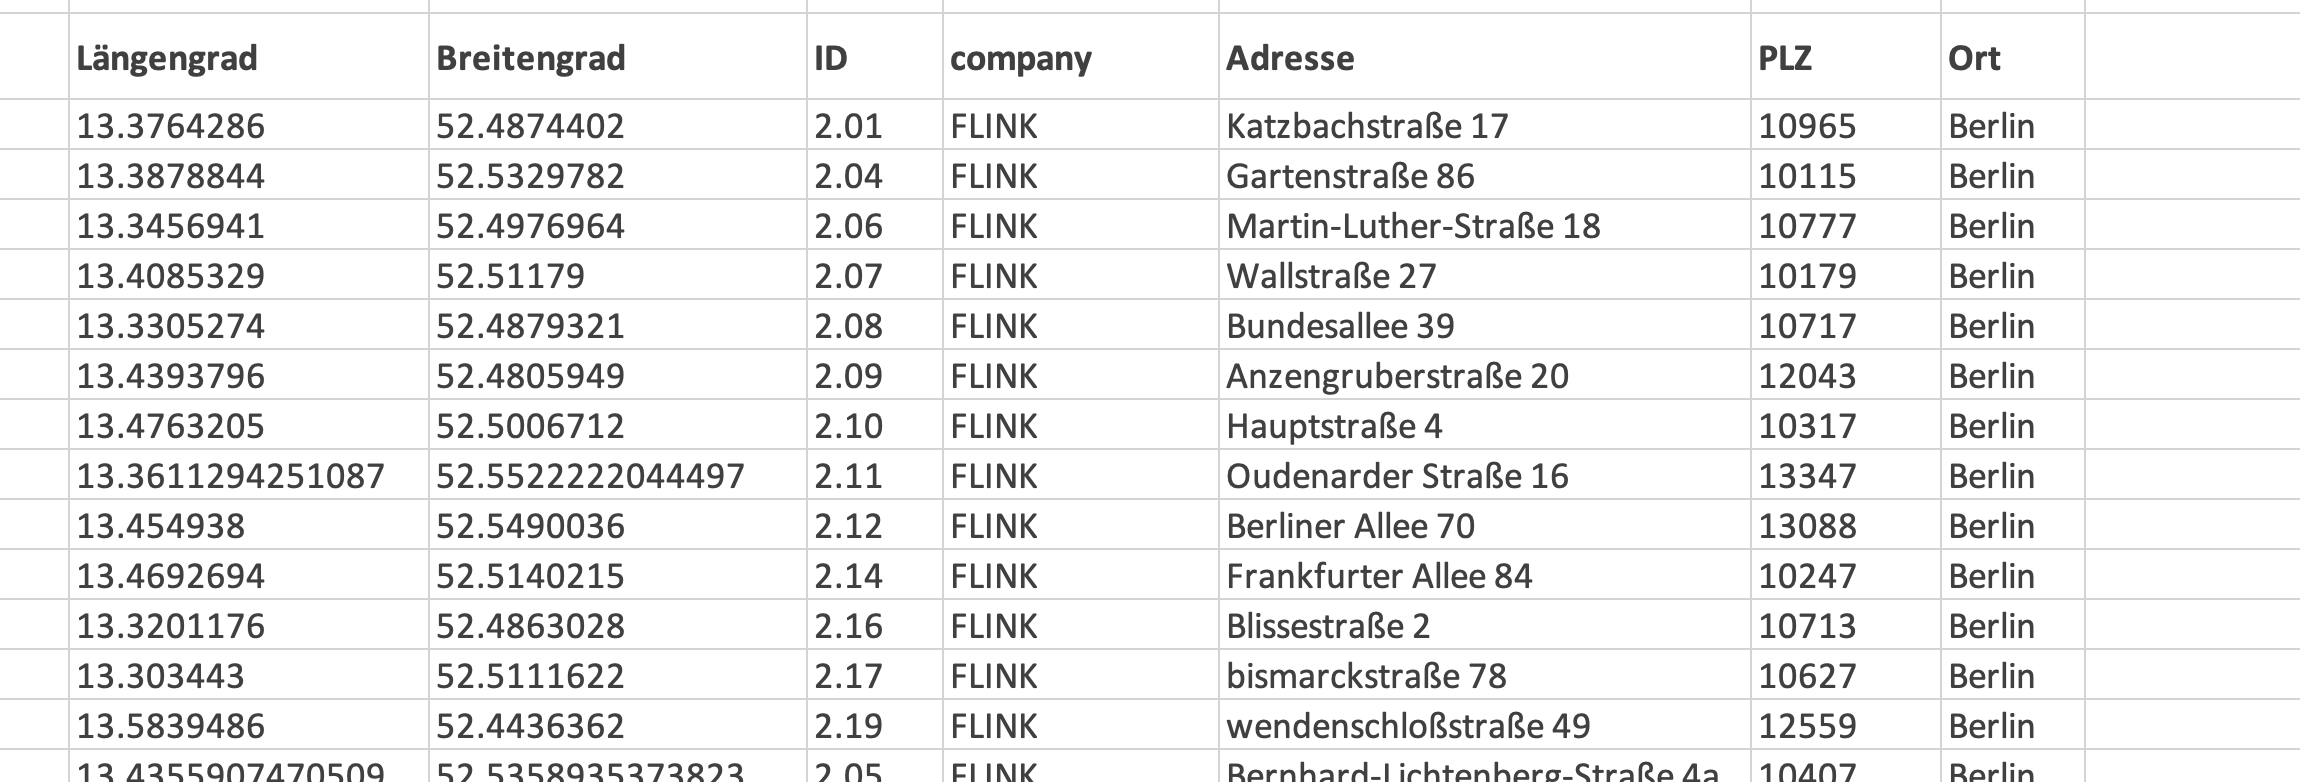 Längengrad Breitengrad ID company Adresse PLZ Ort
13.3764286 52.4874402 2.01 FLINK Katzbachstraße 17 10965 Berlin
13.3878844 52.5329782 2.04 FLINK Gartenstraße 86 10115 Berlin
13.3456941 52.4976964 2.06 FLINK Martin-Luther-Straße 18 10777 Berlin
13.4085329 52.51179 2.07 FLINK Wallstraße 27 10179 Berlin
13.3305274 52.4879321 2.08 FLINK Bundesallee 39 10717 Berlin
13.4393796 52.4805949 2.09 FLINK Anzengruberstraße 20 12043 Berlin
13.4763205 52.5006712 2.10 FLINK Hauptstraße 4 10317 Berlin
13.3611294251087 52.5522222044497 2.11 FLINK Oudenarder Straße 16 13347 Berlin
13.454938 52.5490036 2.12 FLINK Berliner Allee 70 13088 Berlin
13.4692694 52.5140215 2.14 FLINK Frankfurter Allee 84 10247 Berlin
13.3201176 52.4863028 2.16 FLINK Blissestraße 2 10713 Berlin
13.303443 52.5111622 2.17 FLINK bismarckstraße 78 10627 Berlin
13.5839486 52.4436362 2.19 FLINK wendenschloßstraße 49 12559 Berlin
13.4355907470509 52.5358935373823 2.05 FLINK Bernhard-Lichtenberg-Straße 4a 10407 Berlin